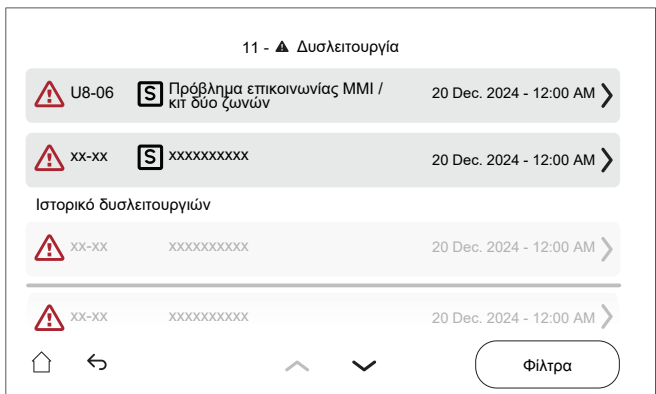 11 - Δυσλειτουργία
U8-06 S Πρόβλημα επικοινωνίας MMI / κιτ δύο ζωνών 20 Dec. 2024 - 12:00 AM
xx-xx S xxxxxxxxxx 20 Dec. 2024 - 12:00 AM
Ιστορικό δυσλειτουργιών
xx-xx xxxxxxxxxx 20 Dec. 2024 - 12:00 AM
xx-xx xxxxxxxxxx 20 Dec. 2024 - 12:00 AM
Φίλτρα